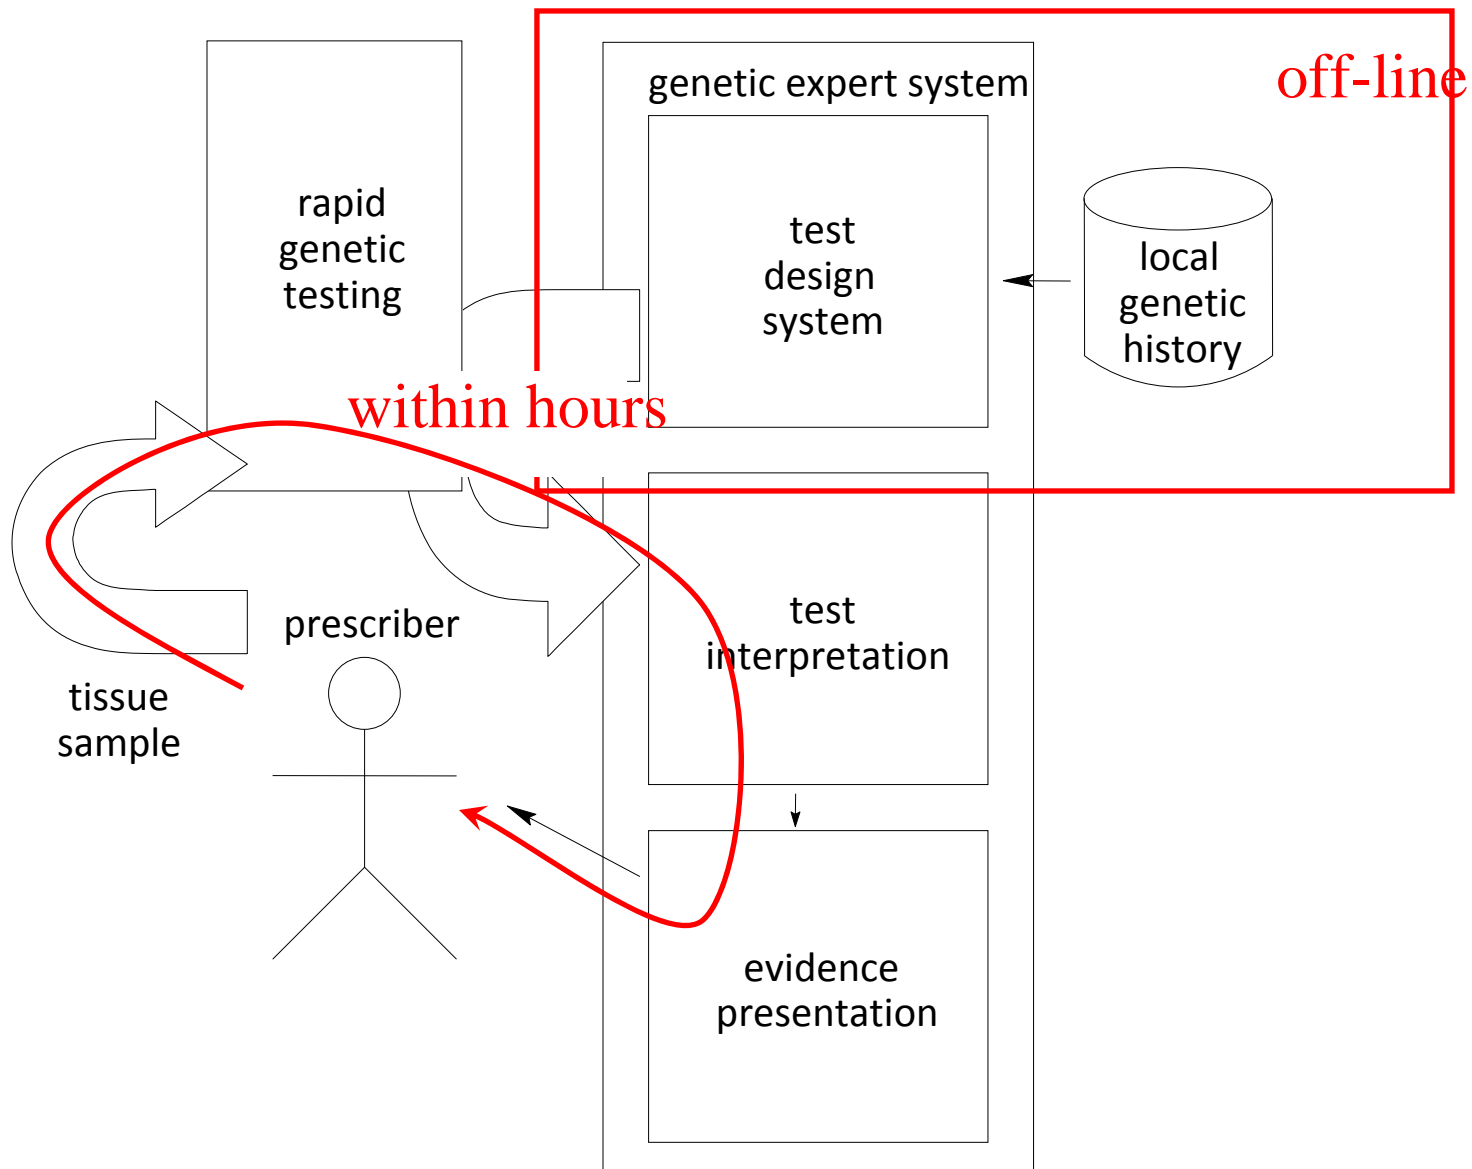 genetic expert system
off-line
rapid
genetic
testing
test
design
system
local
genetic
history
within hours
prescriber
test
interpretation
tissue
sample
evidence
presentation